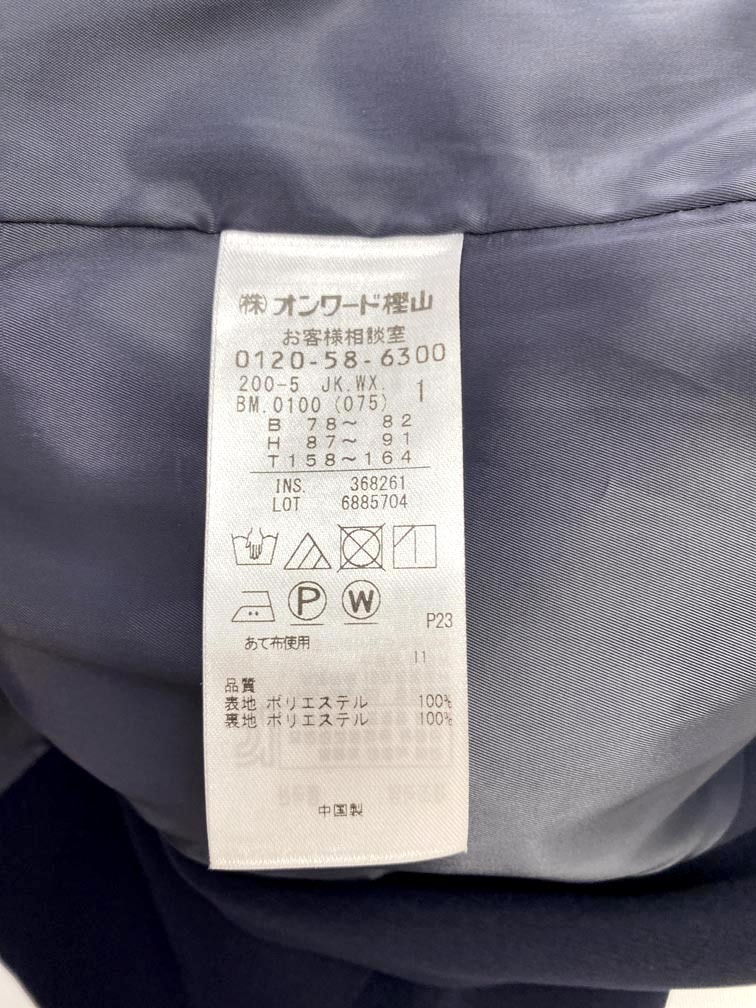 (株)オンワード樫山
お客様相談室
0120-58-6300
200-5 JK.WX. 1
BM.0100 (075)
B 78～ 82
H 87～ 91
T 158～164
INS. 368261
LOT 6885704
P W
P23
あて布使用
11
品質
表地 ポリエステル 100%
裏地 ポリエステル 100%
中国製